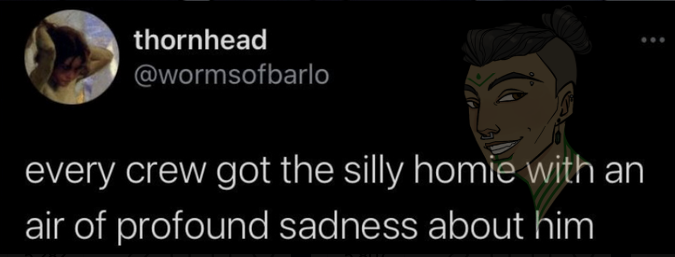 thornhead
@wormsofbarlo
every crew got the silly homie with an
air of profound sadness about him